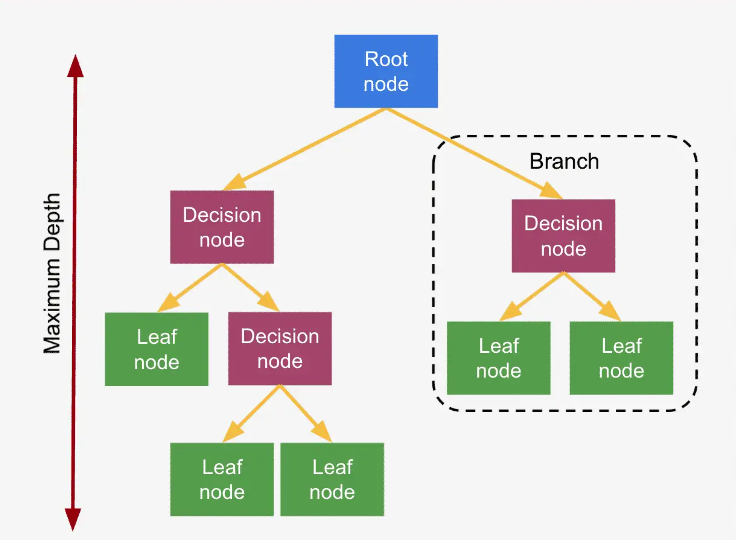 Root
node
Branch
Decision
node
Decision
node
Maximum Depth
Leaf
node
Decision
node
Leaf
node
Leaf
node
Leaf
node
Leaf
node